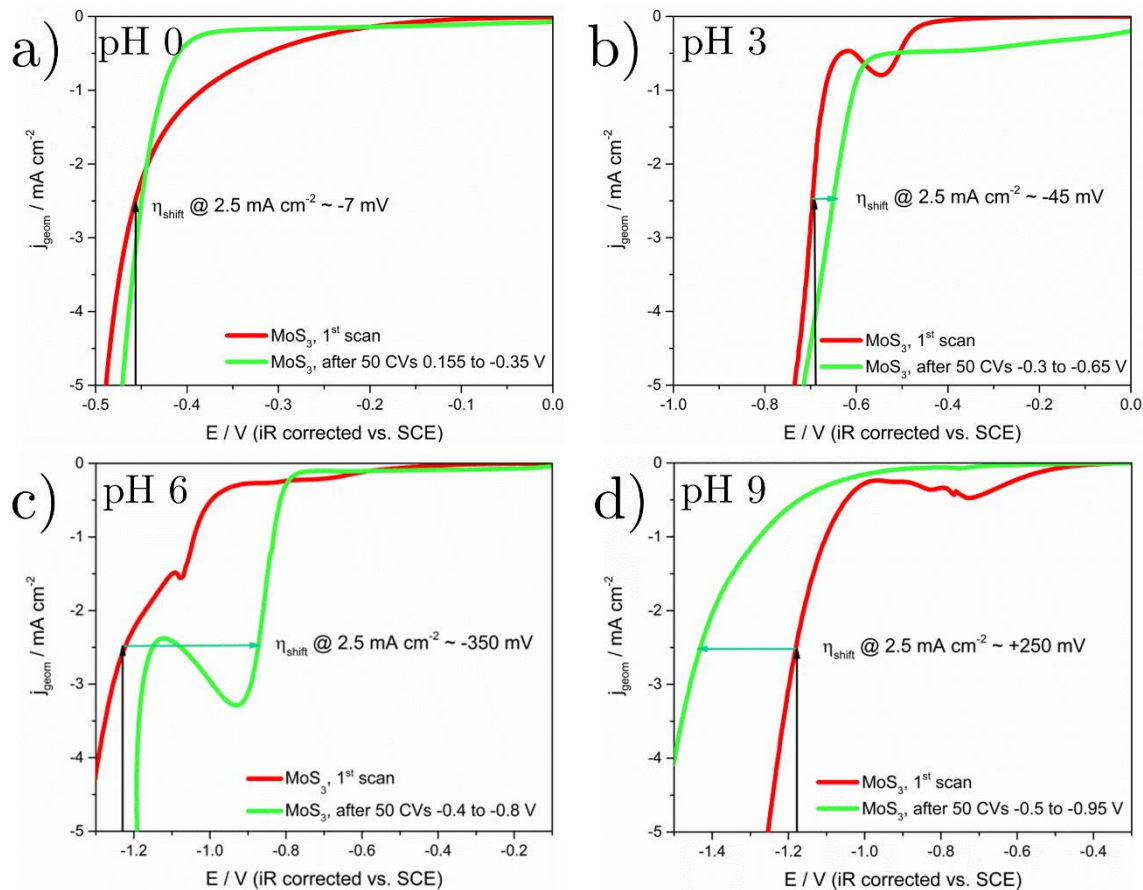 a) pH 0
0
-1
-2
-3
-4
-5
j_geom / mA cm⁻²
η_shift @ 2.5 mA cm⁻² ~ -7 mV
MoS₃, 1ˢᵗ scan
MoS₃, after 50 CVs 0.155 to -0.35 V
-0.5 -0.4 -0.3 -0.2 -0.1 0.0
E / V (iR corrected vs. SCE)
b) pH 3
0
-1
-2
-3
-4
-5
j_geom / mA cm⁻²
η_shift @ 2.5 mA cm⁻² ~ -45 mV
MoS₃, 1ˢᵗ scan
MoS₃, after 50 CVs -0.3 to -0.65 V
-1.0 -0.8 -0.6 -0.4 -0.2 0.0
E / V (iR corrected vs. SCE)
c) pH 6
0
-1
-2
-3
-4
-5
j_geom / mA cm⁻²
η_shift @ 2.5 mA cm⁻² ~ -350 mV
MoS₃, 1ˢᵗ scan
MoS₃, after 50 CVs -0.4 to -0.8 V
-1.2 -1.0 -0.8 -0.6 -0.4 -0.2
E / V (iR corrected vs. SCE)
d) pH 9
0
-1
-2
-3
-4
-5
j_geom / mA cm⁻²
η_shift @ 2.5 mA cm⁻² ~ +250 mV
MoS₃, 1ˢᵗ scan
MoS₃, after 50 CVs -0.5 to -0.95 V
-1.4 -1.2 -1.0 -0.8 -0.6 -0.4
E / V (iR corrected vs. SCE)